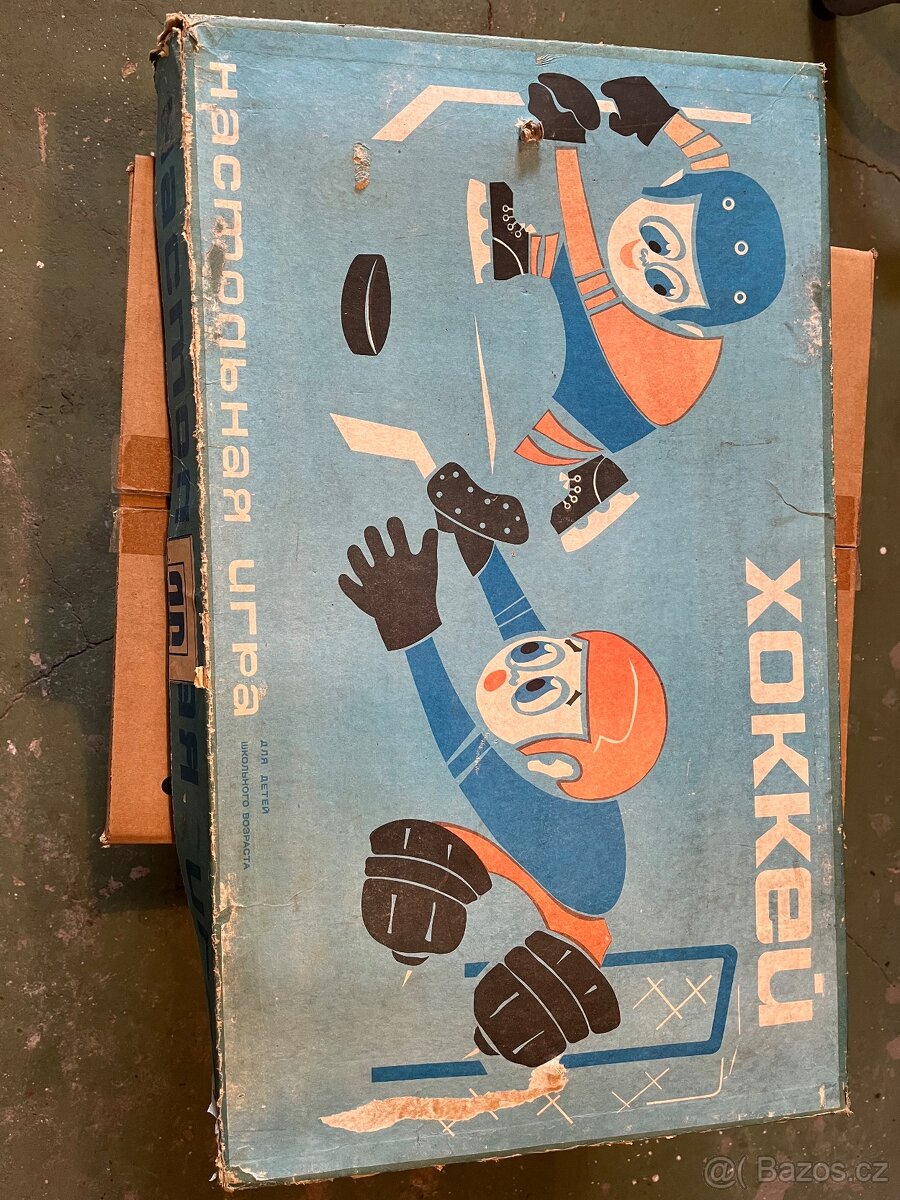 хоккей
настольная игра
для детей
школьного возраста
@( Bazos.cz